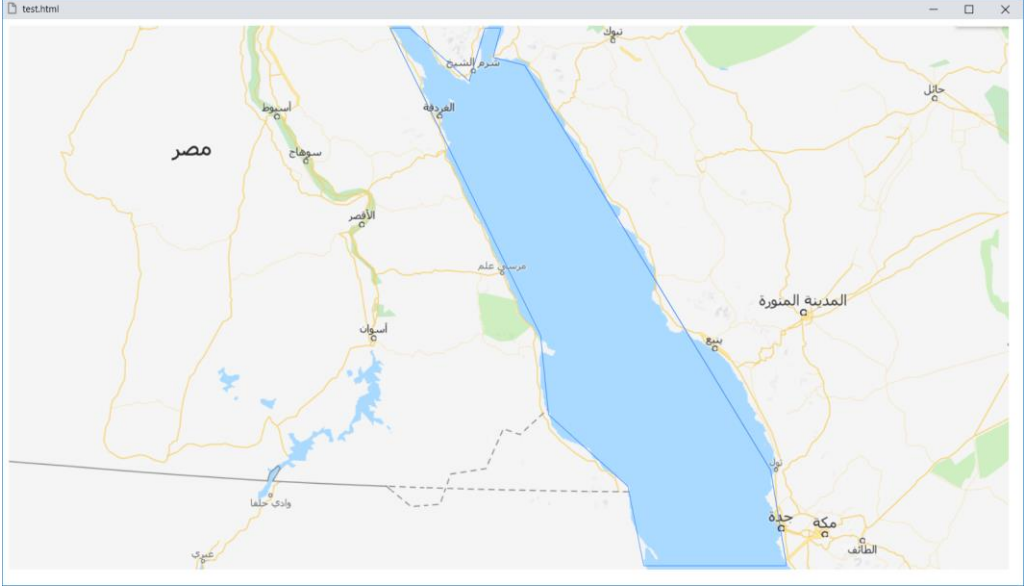 test.html
تبوك
شرم الشيخ
حائل
الغردقة
أسيوط
مصر
سوهاج
الأقصر
مرسى علم
المدينة المنورة
أسوان
ينبع
ثول
وادي حلفا
جدة
مكة
الطائف
عبري